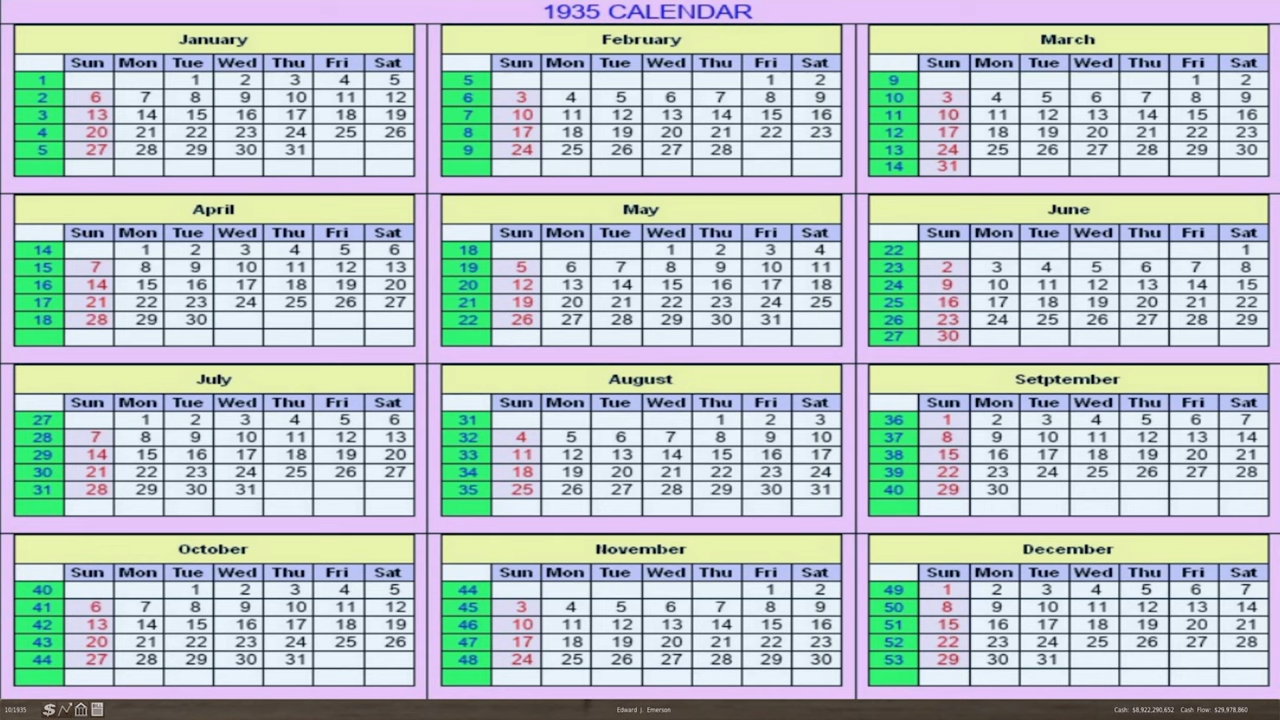 1935 CALENDAR
January
Sun Mon Tue Wed Thu Fri Sat
1 1 2 3 4 5
2 6 7 8 9 10 11 12
3 13 14 15 16 17 18 19
4 20 21 22 23 24 25 26
5 27 28 29 30 31
February
Sun Mon Tue Wed Thu Fri Sat
5 1 2
6 3 4 5 6 7 8 9
7 10 11 12 13 14 15 16
8 17 18 19 20 21 22 23
9 24 25 26 27 28
March
Sun Mon Tue Wed Thu Fri Sat
9 1 2
10 3 4 5 6 7 8 9
11 10 11 12 13 14 15 16
12 17 18 19 20 21 22 23
13 24 25 26 27 28 29 30
14 31
April
Sun Mon Tue Wed Thu Fri Sat
14 1 2 3 4 5 6
15 7 8 9 10 11 12 13
16 14 15 16 17 18 19 20
17 21 22 23 24 25 26 27
18 28 29 30
May
Sun Mon Tue Wed Thu Fri Sat
18 1 2 3 4
19 5 6 7 8 9 10 11
20 12 13 14 15 16 17 18
21 19 20 21 22 23 24 25
22 26 27 28 29 30 31
June
Sun Mon Tue Wed Thu Fri Sat
22 1
23 2 3 4 5 6 7 8
24 9 10 11 12 13 14 15
25 16 17 18 19 20 21 22
26 23 24 25 26 27 28 29
27 30
July
Sun Mon Tue Wed Thu Fri Sat
27 1 2 3 4 5 6
28 7 8 9 10 11 12 13
29 14 15 16 17 18 19 20
30 21 22 23 24 25 26 27
31 28 29 30 31
August
Sun Mon Tue Wed Thu Fri Sat
31 1 2 3
32 4 5 6 7 8 9 10
33 11 12 13 14 15 16 17
34 18 19 20 21 22 23 24
35 25 26 27 28 29 30 31
Setptember
Sun Mon Tue Wed Thu Fri Sat
36 1 2 3 4 5 6 7
37 8 9 10 11 12 13 14
38 15 16 17 18 19 20 21
39 22 23 24 25 26 27 28
40 29 30
October
Sun Mon Tue Wed Thu Fri Sat
40 1 2 3 4 5
41 6 7 8 9 10 11 12
42 13 14 15 16 17 18 19
43 20 21 22 23 24 25 26
44 27 28 29 30 31
November
Sun Mon Tue Wed Thu Fri Sat
44 1 2
45 3 4 5 6 7 8 9
46 10 11 12 13 14 15 16
47 17 18 19 20 21 22 23
48 24 25 26 27 28 29 30
December
Sun Mon Tue Wed Thu Fri Sat
49 1 2 3 4 5 6 7
50 8 9 10 11 12 13 14
51 15 16 17 18 19 20 21
52 22 23 24 25 26 27 28
53 29 30 31
10/1935 $ Edward J. Emerson Cash: $8,922,290,652 Cash Flow: $29,978,860